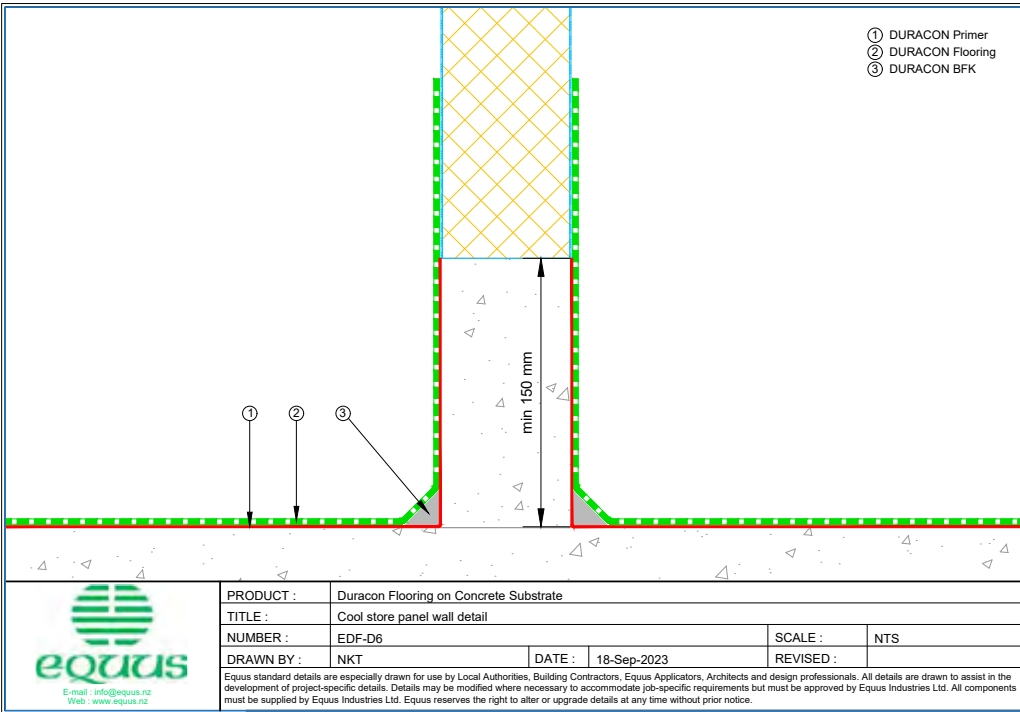 ① DURACON Primer
② DURACON Flooring
③ DURACON BFK
min 150 mm
① ② ③
equus
E-mail : info@equus.nz
Web : www.equus.nz
PRODUCT : Duracon Flooring on Concrete Substrate
TITLE : Cool store panel wall detail
NUMBER : EDF-D6 SCALE : NTS
DRAWN BY : NKT DATE : 18-Sep-2023 REVISED :
Equus standard details are especially drawn for use by Local Authorities, Building Contractors, Equus Applicators, Architects and design professionals. All details are drawn to assist in the
development of project-specific details. Details may be modified where necessary to accommodate job-specific requirements but must be approved by Equus Industries Ltd. All components
must be supplied by Equus Industries Ltd. Equus reserves the right to alter or upgrade details at any time without prior notice.